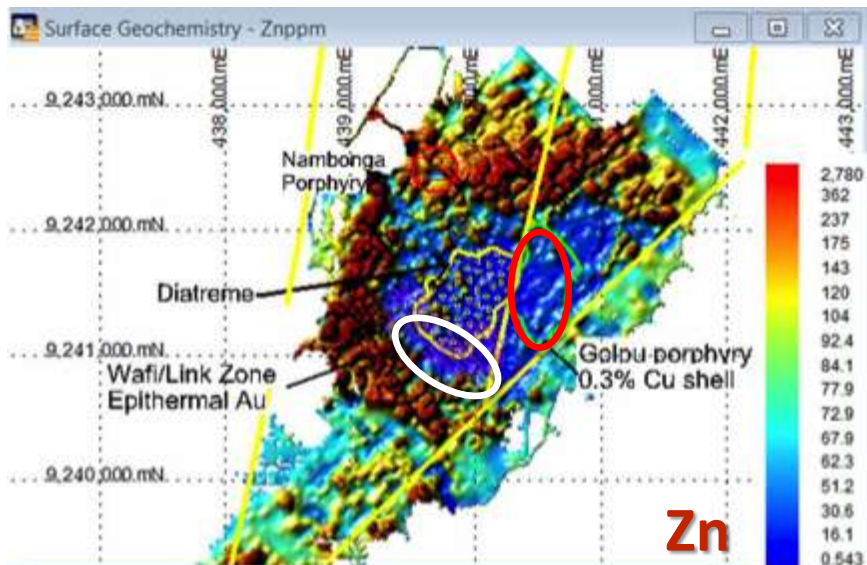 Surface Geochemistry - Znppm
438,000.mE
439,000.mE
442,000.mE
443,000.mE
9,243,000.mN
Nambonga
Porphyry
9,242,000.mN
Diatreme
9,241,000.mN
Wafi/Link Zone
Epithermal Au
Golpu porphyry
0.3% Cu shell
9,240,000.mN
Zn
2,780
362
237
175
143
120
104
92.4
84.1
77.9
72.9
67.9
62.3
51.2
30.6
16.1
0.543